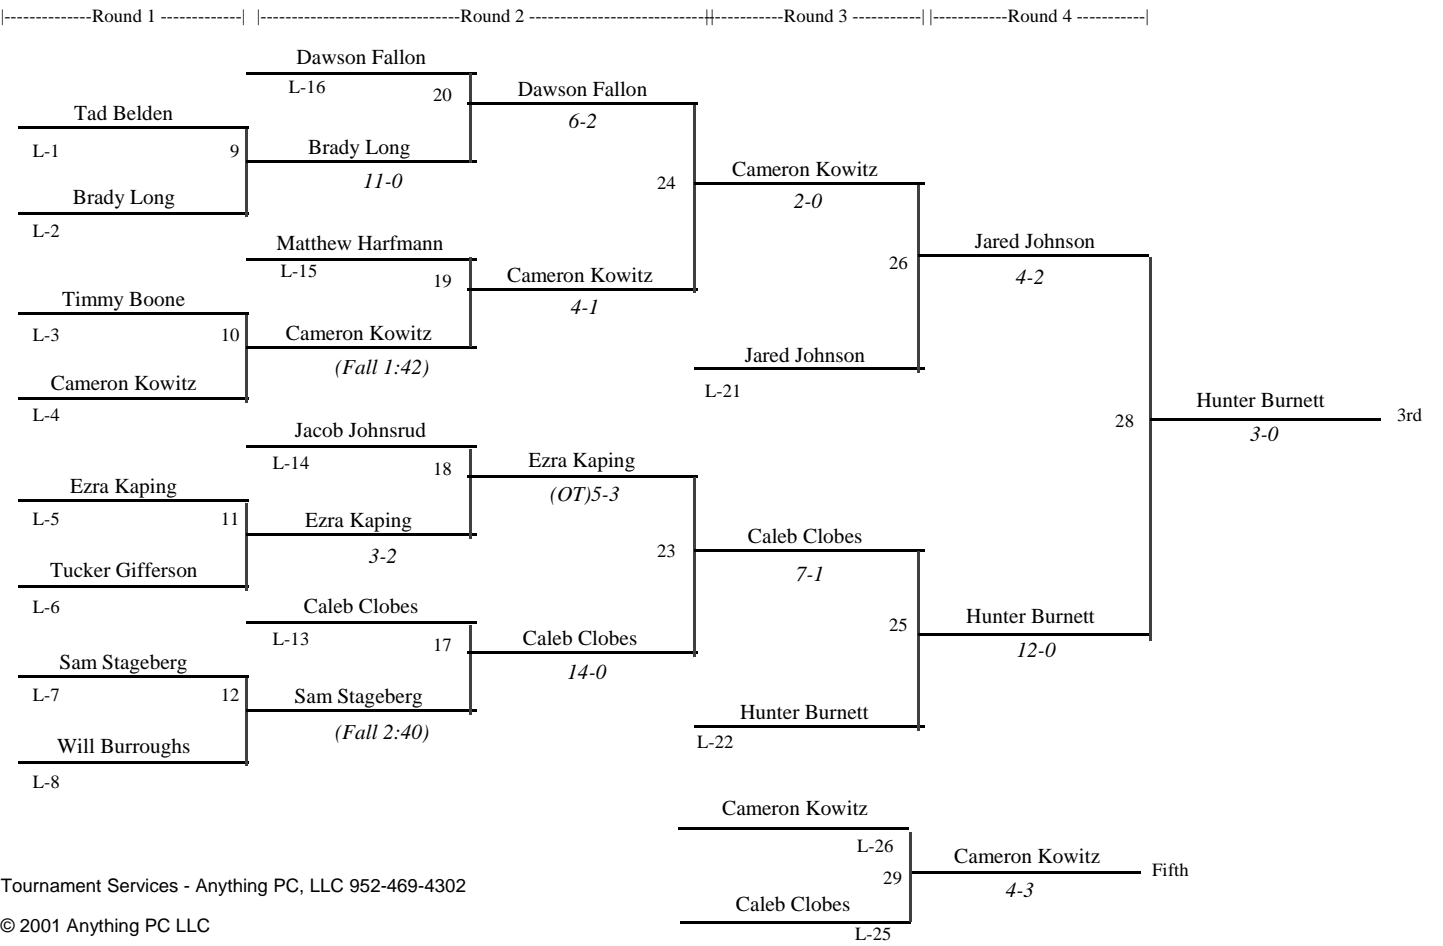 |--------------Round 1 -------------| |--------------------------------Round 2 -----------------------------||------------Round 3 -----------||------------Round 4 -----------|
Dawson Fallon
L-16
20
Dawson Fallon
6-2
Tad Belden
L-1
9
Brady Long
11-0
Brady Long
L-2
24
Cameron Kowitz
2-0
Matthew Harfmann
L-15
19
Cameron Kowitz
4-1
Timmy Boone
L-3
10
Cameron Kowitz
(Fall 1:42)
Cameron Kowitz
L-4
26
Jared Johnson
4-2
Jared Johnson
L-21
Jacob Johnsrud
L-14
18
Ezra Kaping
(OT)5-3
Ezra Kaping
L-5
11
Ezra Kaping
3-2
Tucker Gifferson
L-6
23
Caleb Clobes
7-1
Caleb Clobes
L-13
17
Caleb Clobes
14-0
Sam Stageberg
L-7
12
Sam Stageberg
(Fall 2:40)
Will Burroughs
L-8
25
Hunter Burnett
12-0
Hunter Burnett
L-22
28
Hunter Burnett
3-0
3rd
Cameron Kowitz
L-26
29
Cameron Kowitz
4-3
Fifth
Caleb Clobes
L-25
Tournament Services - Anything PC, LLC 952-469-4302
© 2001 Anything PC LLC